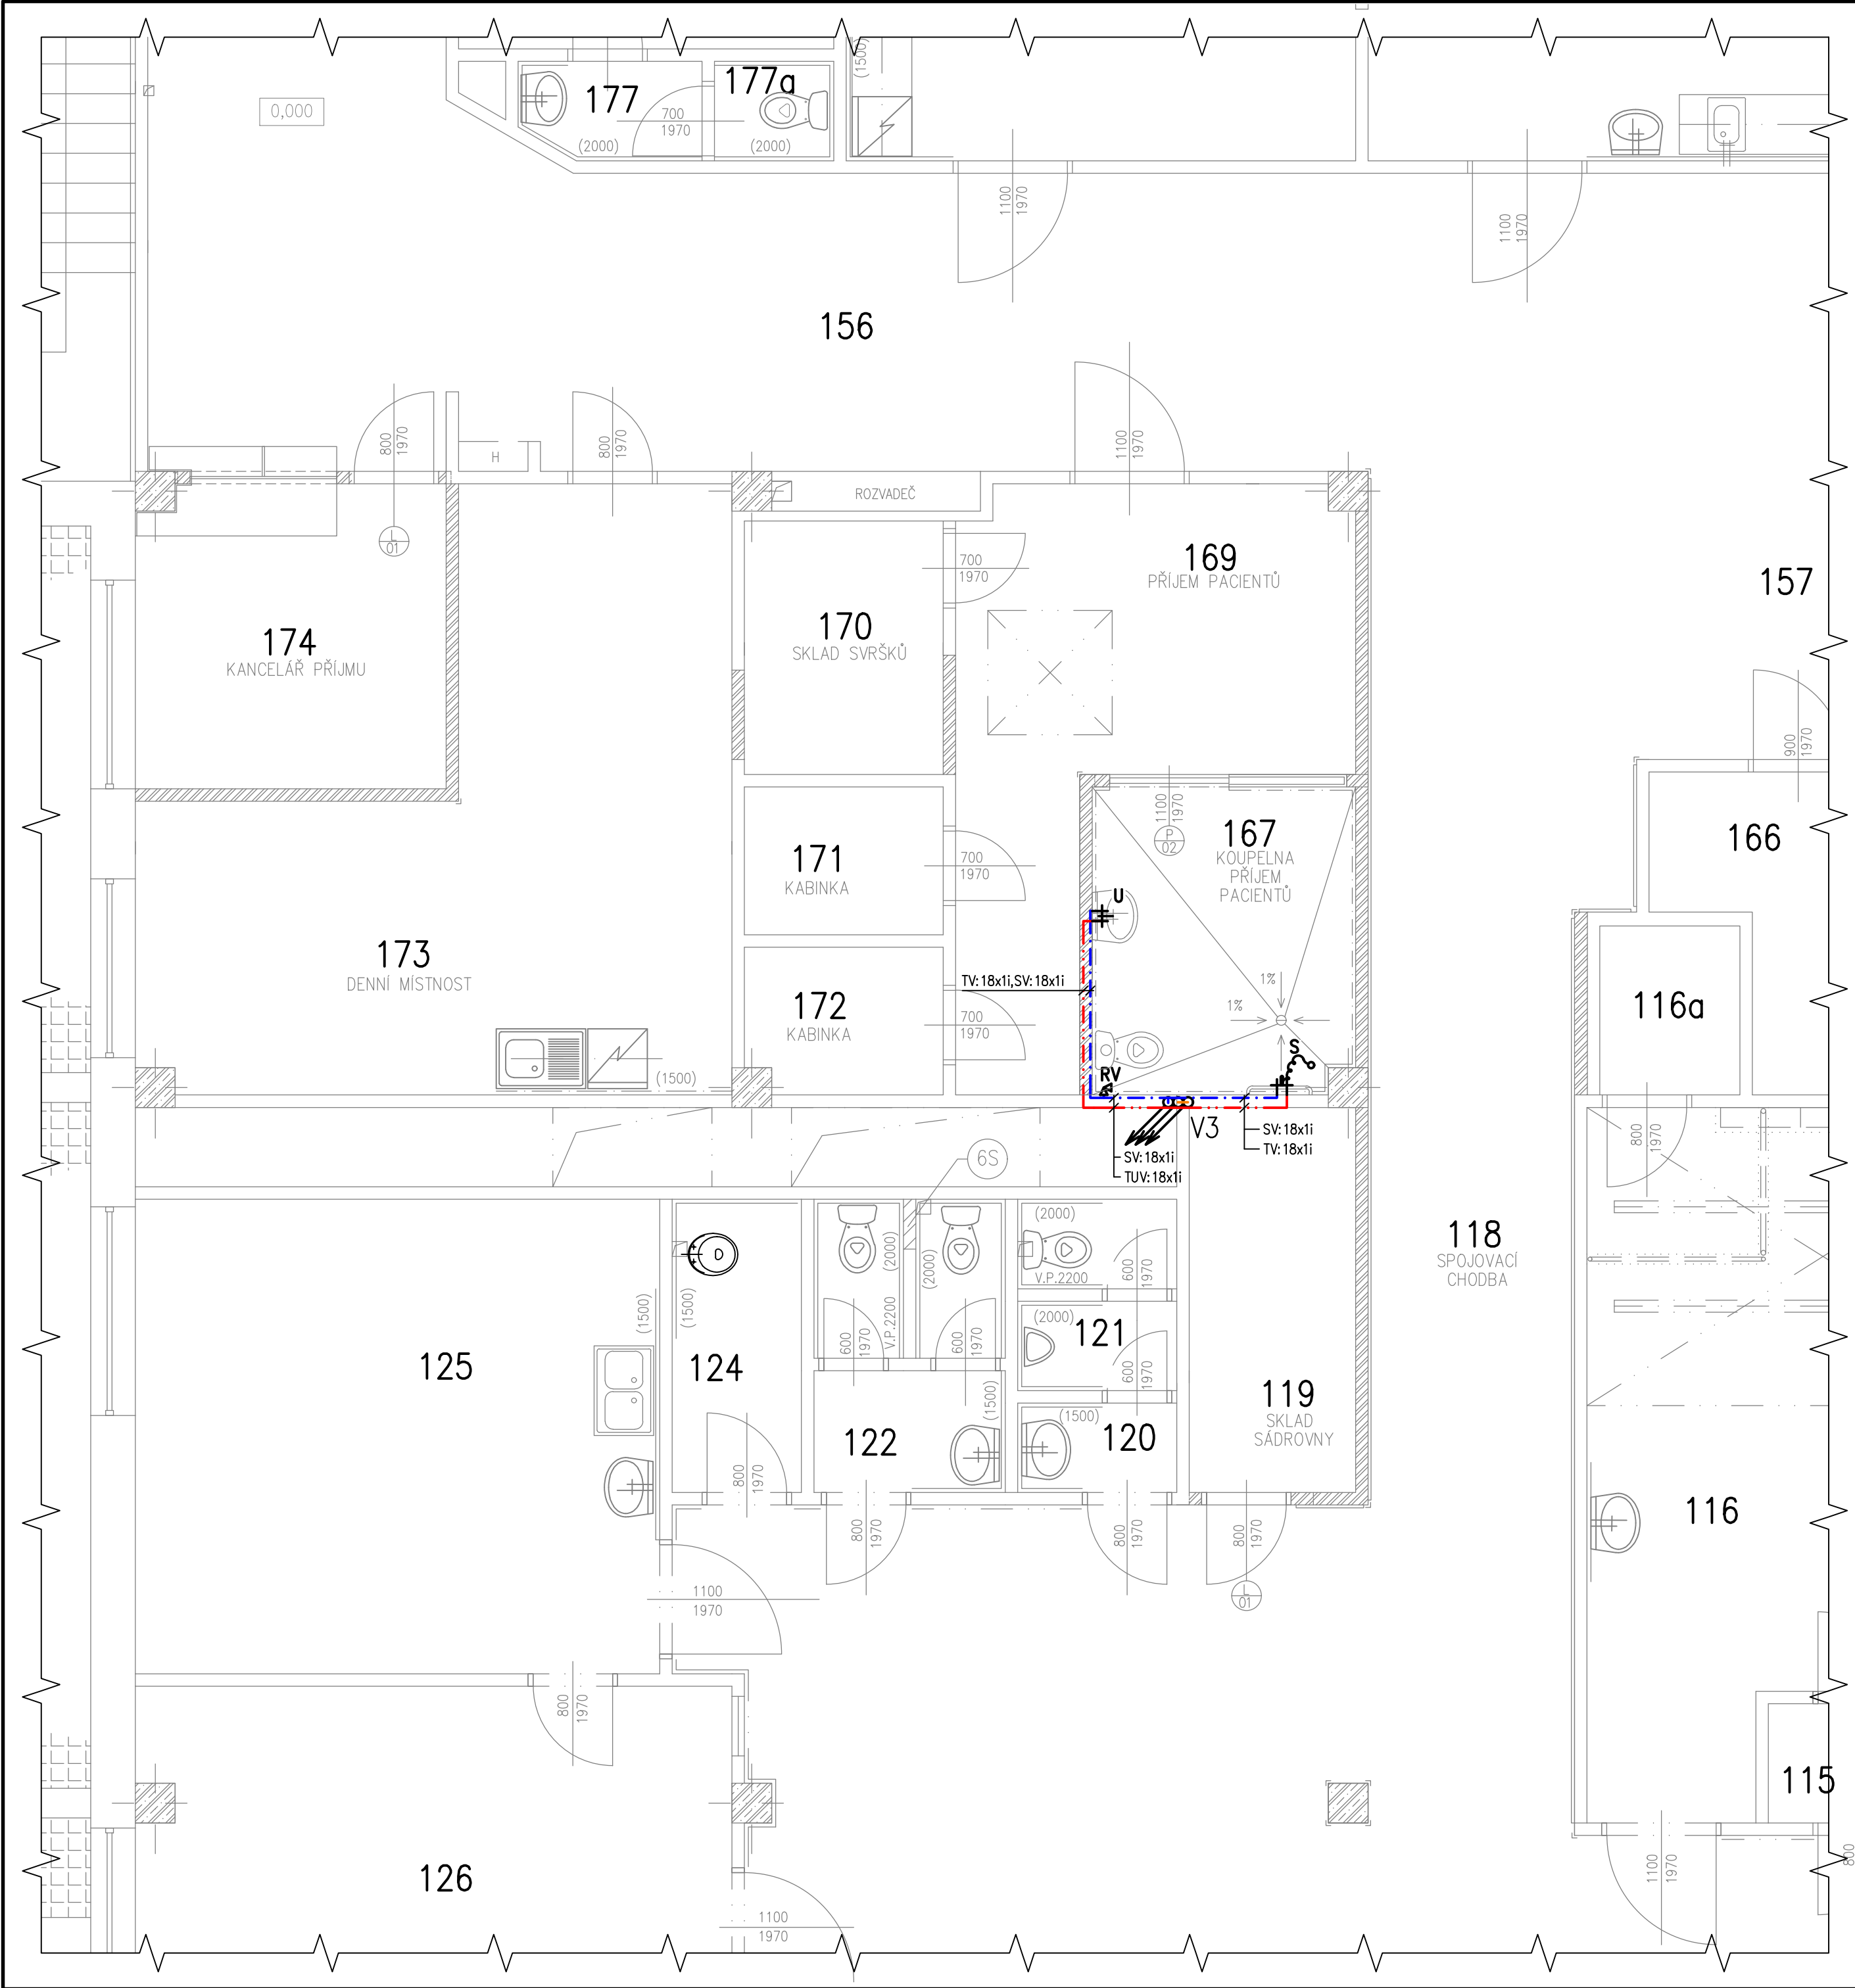 0,000
177
177a
700
1970
(2000)
(2000)
(1500)
1100
1970
1100
1970
156
800
1970
H
800
1970
1100
1970
ROZVADEČ
L
01
700
1970
169
PŘÍJEM PACIENTŮ
157
170
SKLAD SVRŠKŮ
174
KANCELÁŘ PŘÍJMU
900
1970
1100
1970
P
02
167
KOUPELNA
PŘÍJEM
PACIENTŮ
166
171
KABINKA
700
1970
U
173
DENNÍ MÍSTNOST
TV:18x1i,SV:18x1i
1%
1%
172
KABINKA
700
1970
116a
S
RV
(1500)
V3
SV:18x1i
TV:18x1i
SV:18x1i
TUV:18x1i
6S
800
1970
(2000)
(2000)
(2000)
V.P.2200
600
1970
118
SPOJOVACÍ
CHODBA
(1500)
(1500)
V.P.2200
600
1970
600
1970
(2000)
121
600
1970
125
124
119
SKLAD
SÁDROVNY
(1500)
(1500)
122
120
800
1970
116
800
1970
800
1970
800
1970
L
01
1100
1970
800
1970
115
126
1100
1970
800
1100
1970